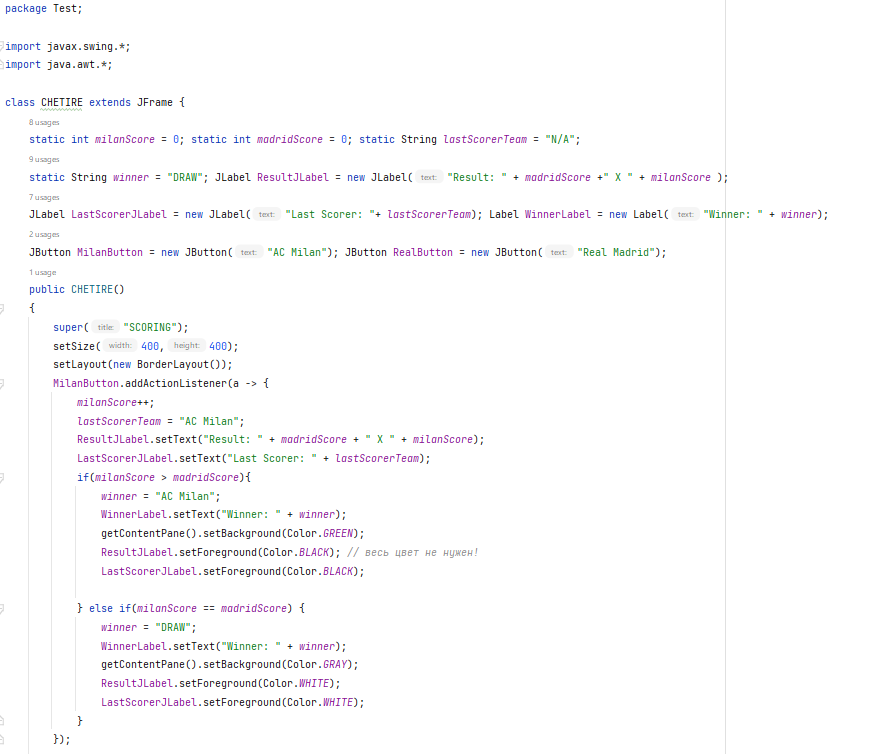 package Test;
import javax.swing.*;
import java.awt.*;
class CHETIRE extends JFrame {
8 usages
static int milanScore = 0; static int madridScore = 0; static String lastScorerTeam = "N/A";
9 usages
static String winner = "DRAW"; JLabel ResultJLabel = new JLabel( text: "Result: " + madridScore +" X " + milanScore );
7 usages
JLabel LastScorerJLabel = new JLabel( text: "Last Scorer: "+ lastScorerTeam); Label WinnerLabel = new Label( text: "Winner: " + winner);
2 usages
JButton MilanButton = new JButton( text: "AC Milan"); JButton RealButton = new JButton( text: "Real Madrid");
1 usage
public CHETIRE()
{
super( title: "SCORING");
setSize( width: 400, height: 400);
setLayout(new BorderLayout());
MilanButton.addActionListener(a -> {
milanScore++;
lastScorerTeam = "AC Milan";
ResultJLabel.setText("Result: " + madridScore + " X " + milanScore);
LastScorerJLabel.setText("Last Scorer: " + lastScorerTeam);
if(milanScore > madridScore){
winner = "AC Milan";
WinnerLabel.setText("Winner: " + winner);
getContentPane().setBackground(Color.GREEN);
ResultJLabel.setForeground(Color.BLACK); // весь цвет не нужен!
LastScorerJLabel.setForeground(Color.BLACK);
} else if(milanScore == madridScore) {
winner = "DRAW";
WinnerLabel.setText("Winner: " + winner);
getContentPane().setBackground(Color.GRAY);
ResultJLabel.setForeground(Color.WHITE);
LastScorerJLabel.setForeground(Color.WHITE);
}
});